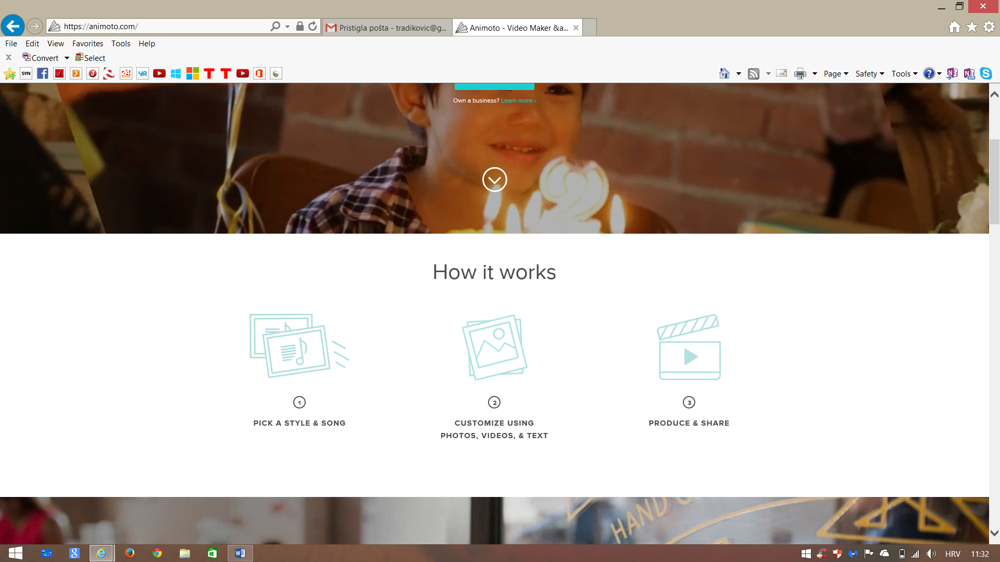 https://animoto.com/
Pristigla pošta - tradikovic@g...
Animoto - Video Maker &a...
File Edit View Favorites Tools Help
Convert Select
SYN YR
Page Safety Tools
Own a business? Learn more ›
How it works
1
PICK A STYLE & SONG
2
CUSTOMIZE USING
PHOTOS, VIDEOS, & TEXT
3
PRODUCE & SHARE
HAND
HRV 11:32